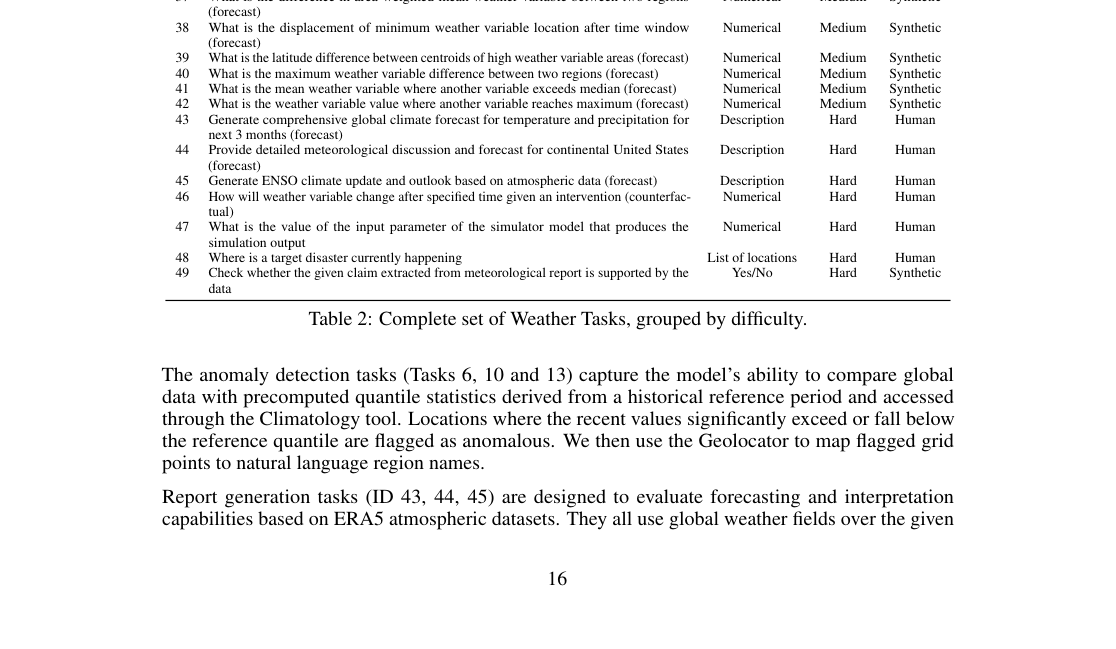 (forecast)
38 What is the displacement of minimum weather variable location after time window Numerical Medium Synthetic
(forecast)
39 What is the latitude difference between centroids of high weather variable areas (forecast) Numerical Medium Synthetic
40 What is the maximum weather variable difference between two regions (forecast) Numerical Medium Synthetic
41 What is the mean weather variable where another variable exceeds median (forecast) Numerical Medium Synthetic
42 What is the weather variable value where another variable reaches maximum (forecast) Numerical Medium Synthetic
43 Generate comprehensive global climate forecast for temperature and precipitation for Description Hard Human
next 3 months (forecast)
44 Provide detailed meteorological discussion and forecast for continental United States Description Hard Human
(forecast)
45 Generate ENSO climate update and outlook based on atmospheric data (forecast) Description Hard Human
46 How will weather variable change after specified time given an intervention (counterfac- Numerical Hard Human
tual)
47 What is the value of the input parameter of the simulator model that produces the Numerical Hard Human
simulation output
48 Where is a target disaster currently happening List of locations Hard Human
49 Check whether the given claim extracted from meteorological report is supported by the Yes/No Hard Synthetic
data
Table 2: Complete set of Weather Tasks, grouped by difficulty.
The anomaly detection tasks (Tasks 6, 10 and 13) capture the model's ability to compare global
data with precomputed quantile statistics derived from a historical reference period and accessed
through the Climatology tool. Locations where the recent values significantly exceed or fall below
the reference quantile are flagged as anomalous. We then use the Geolocator to map flagged grid
points to natural language region names.
Report generation tasks (ID 43, 44, 45) are designed to evaluate forecasting and interpretation
capabilities based on ERA5 atmospheric datasets. They all use global weather fields over the given
16